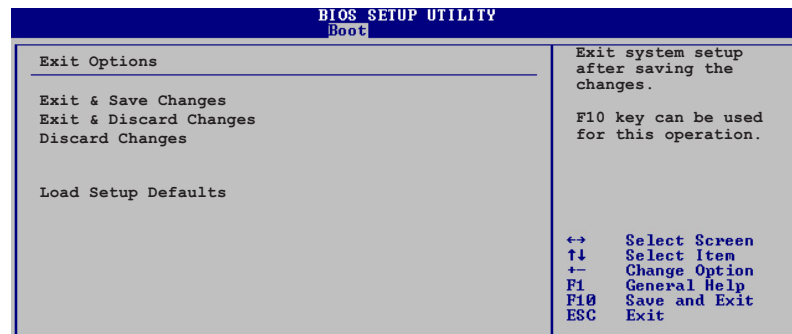 BIOS SETUP UTILITY
Boot
Exit Options
Exit & Save Changes
Exit & Discard Changes
Discard Changes
Load Setup Defaults
Exit system setup
after saving the
changes.
F10 key can be used
for this operation.
←→ Select Screen
↑↓ Select Item
+- Change Option
F1 General Help
F10 Save and Exit
ESC Exit